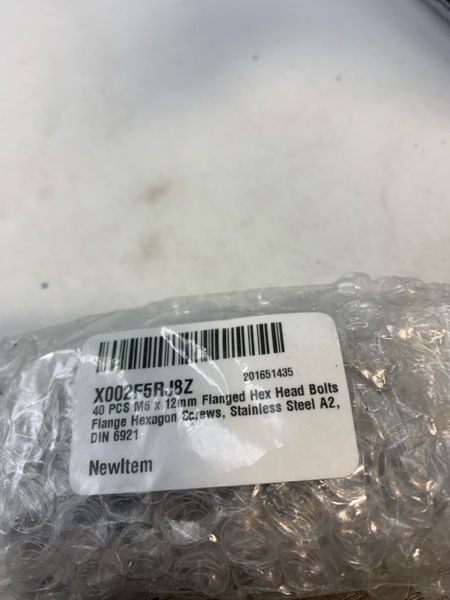 201651435
X002F5RJ8Z
40 PCS M6 x 12mm Flanged Hex Head Bolts
Flange Hexagon Screws, Stainless Steel A2,
DIN 6921
NewItem